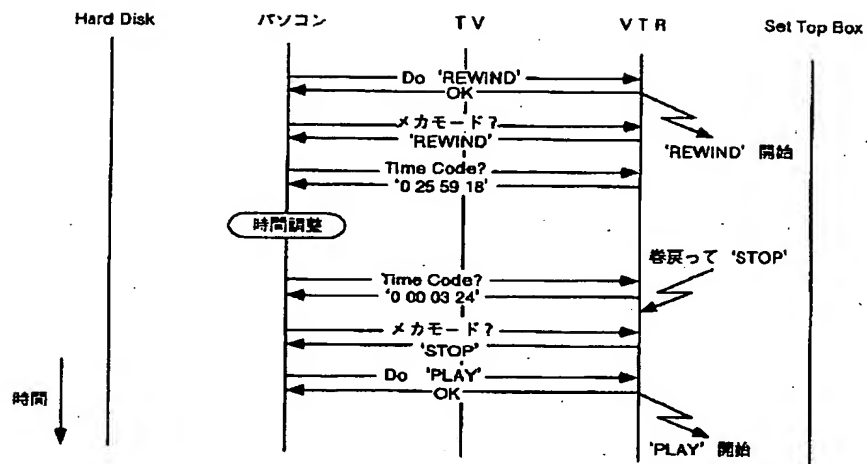 Hard Disk パソコン TV VTR Set Top Box
Do 'REWIND'
OK
メカモード?
'REWIND'
'REWIND' 開始
Time Code?
'0 25 59 18'
時間調整
巻戻って 'STOP'
Time Code?
'0 00 03 24'
メカモード?
'STOP'
Do 'PLAY'
OK
時間
'PLAY' 開始